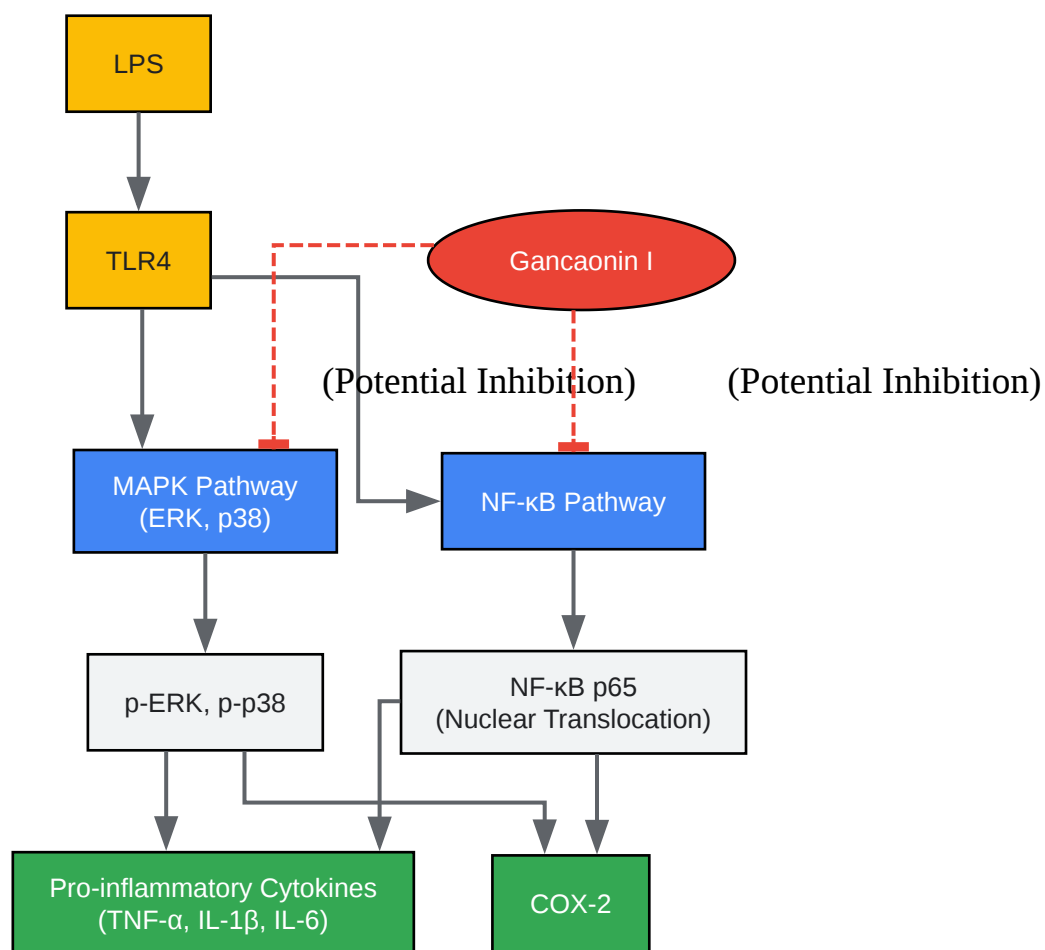 LPS
TLR4
Gancaonin I
(Potential Inhibition)
(Potential Inhibition)
MAPK Pathway
(ERK, p38)
NF-κB Pathway
p-ERK, p-p38
NF-κB p65
(Nuclear Translocation)
Pro-inflammatory Cytokines
(TNF-α, IL-1β, IL-6)
COX-2